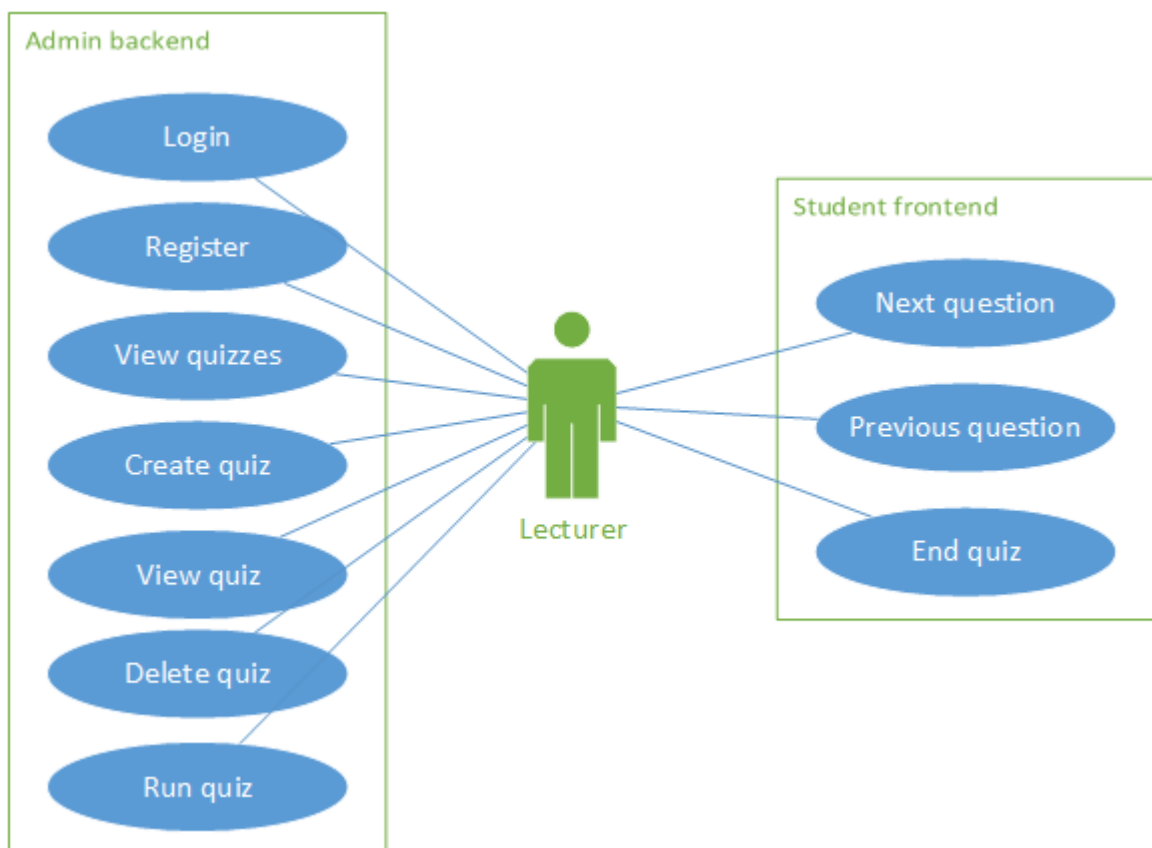 Admin backend
Login
Register
View quizzes
Create quiz
View quiz
Delete quiz
Run quiz
Lecturer
Student frontend
Next question
Previous question
End quiz